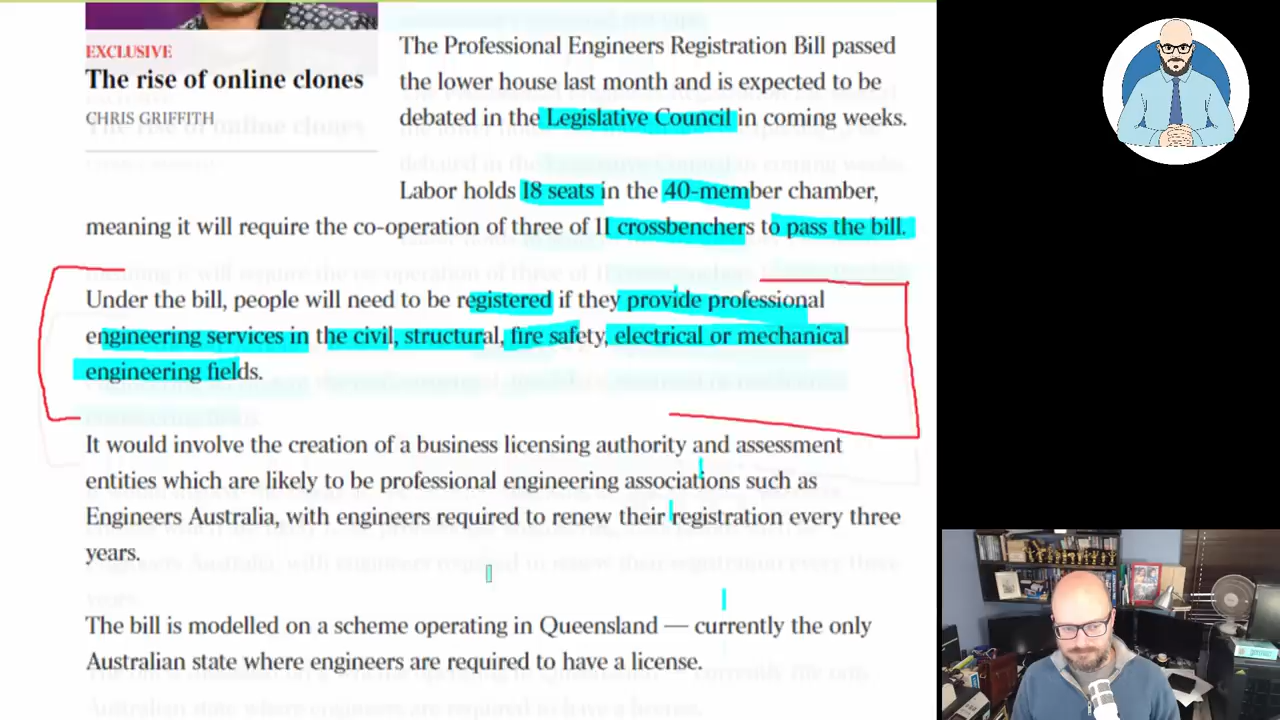 EXCLUSIVE
The rise of online clones
CHRIS GRIFFITH
The Professional Engineers Registration Bill passed
the lower house last month and is expected to be
debated in the Legislative Council in coming weeks.
Labor holds 18 seats in the 40-member chamber,
meaning it will require the co-operation of three of 11 crossbenchers to pass the bill.
Under the bill, people will need to be registered if they provide professional
engineering services in the civil, structural, fire safety, electrical or mechanical
engineering fields.
It would involve the creation of a business licensing authority and assessment
entities which are likely to be professional engineering associations such as
Engineers Australia, with engineers required to renew their registration every three
years.
The bill is modelled on a scheme operating in Queensland — currently the only
Australian state where engineers are required to have a license.